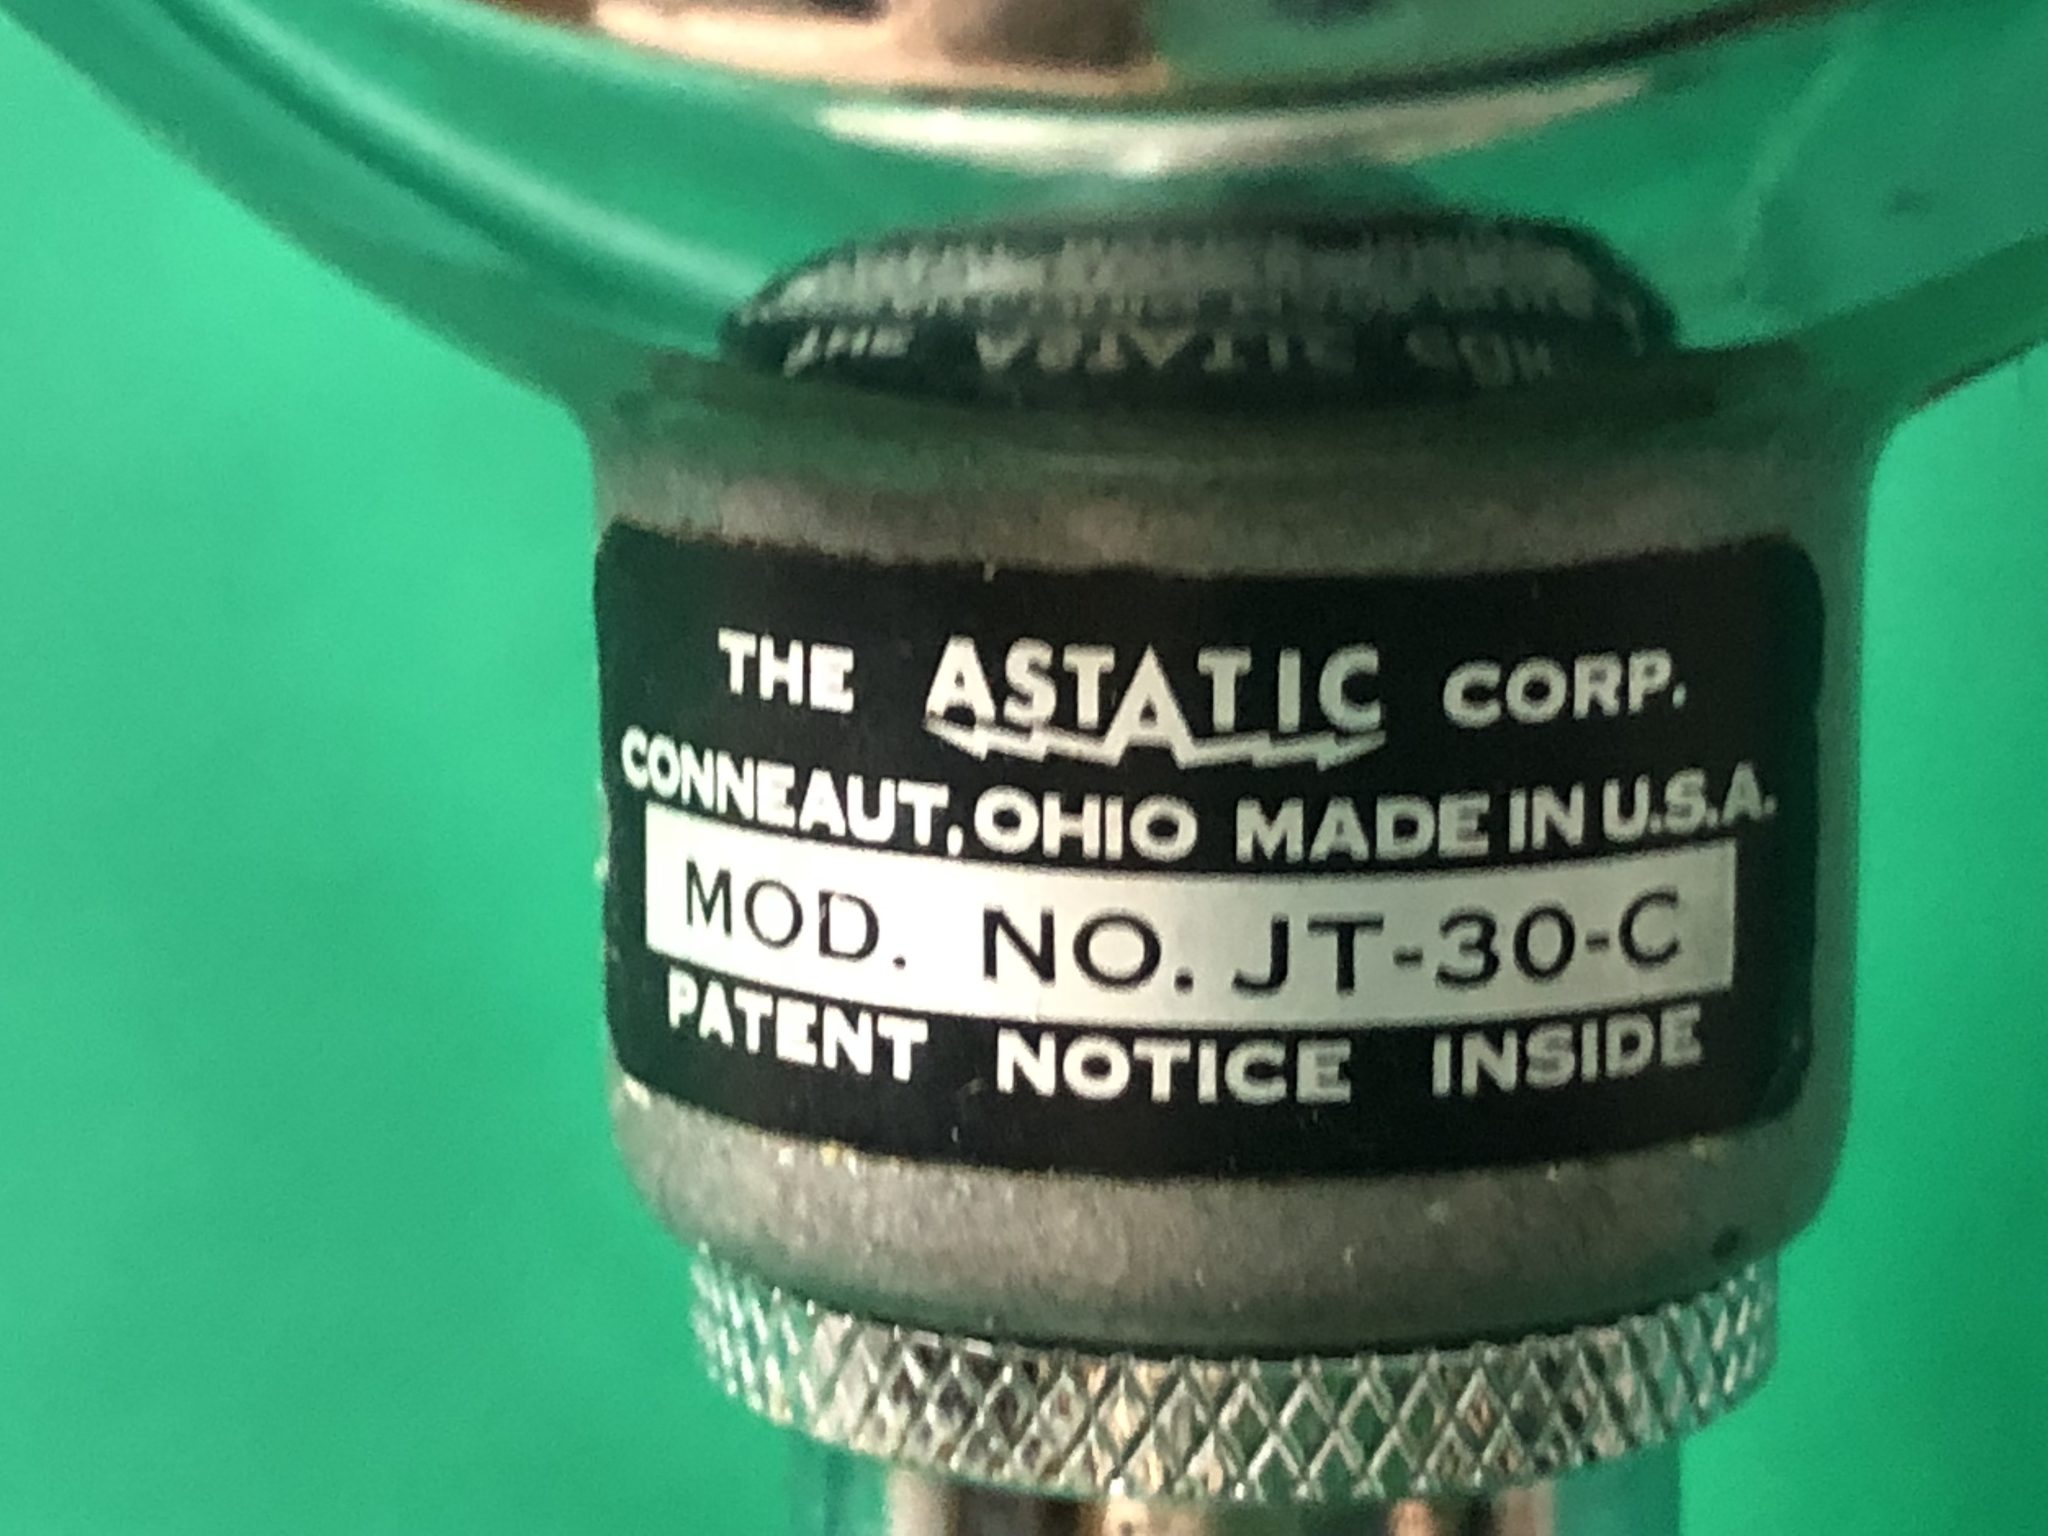 THE ASTATIC CORP.
CONNEAUT, OHIO MADE IN U.S.A.
MOD. NO. JT-30-C
PATENT NOTICE INSIDE